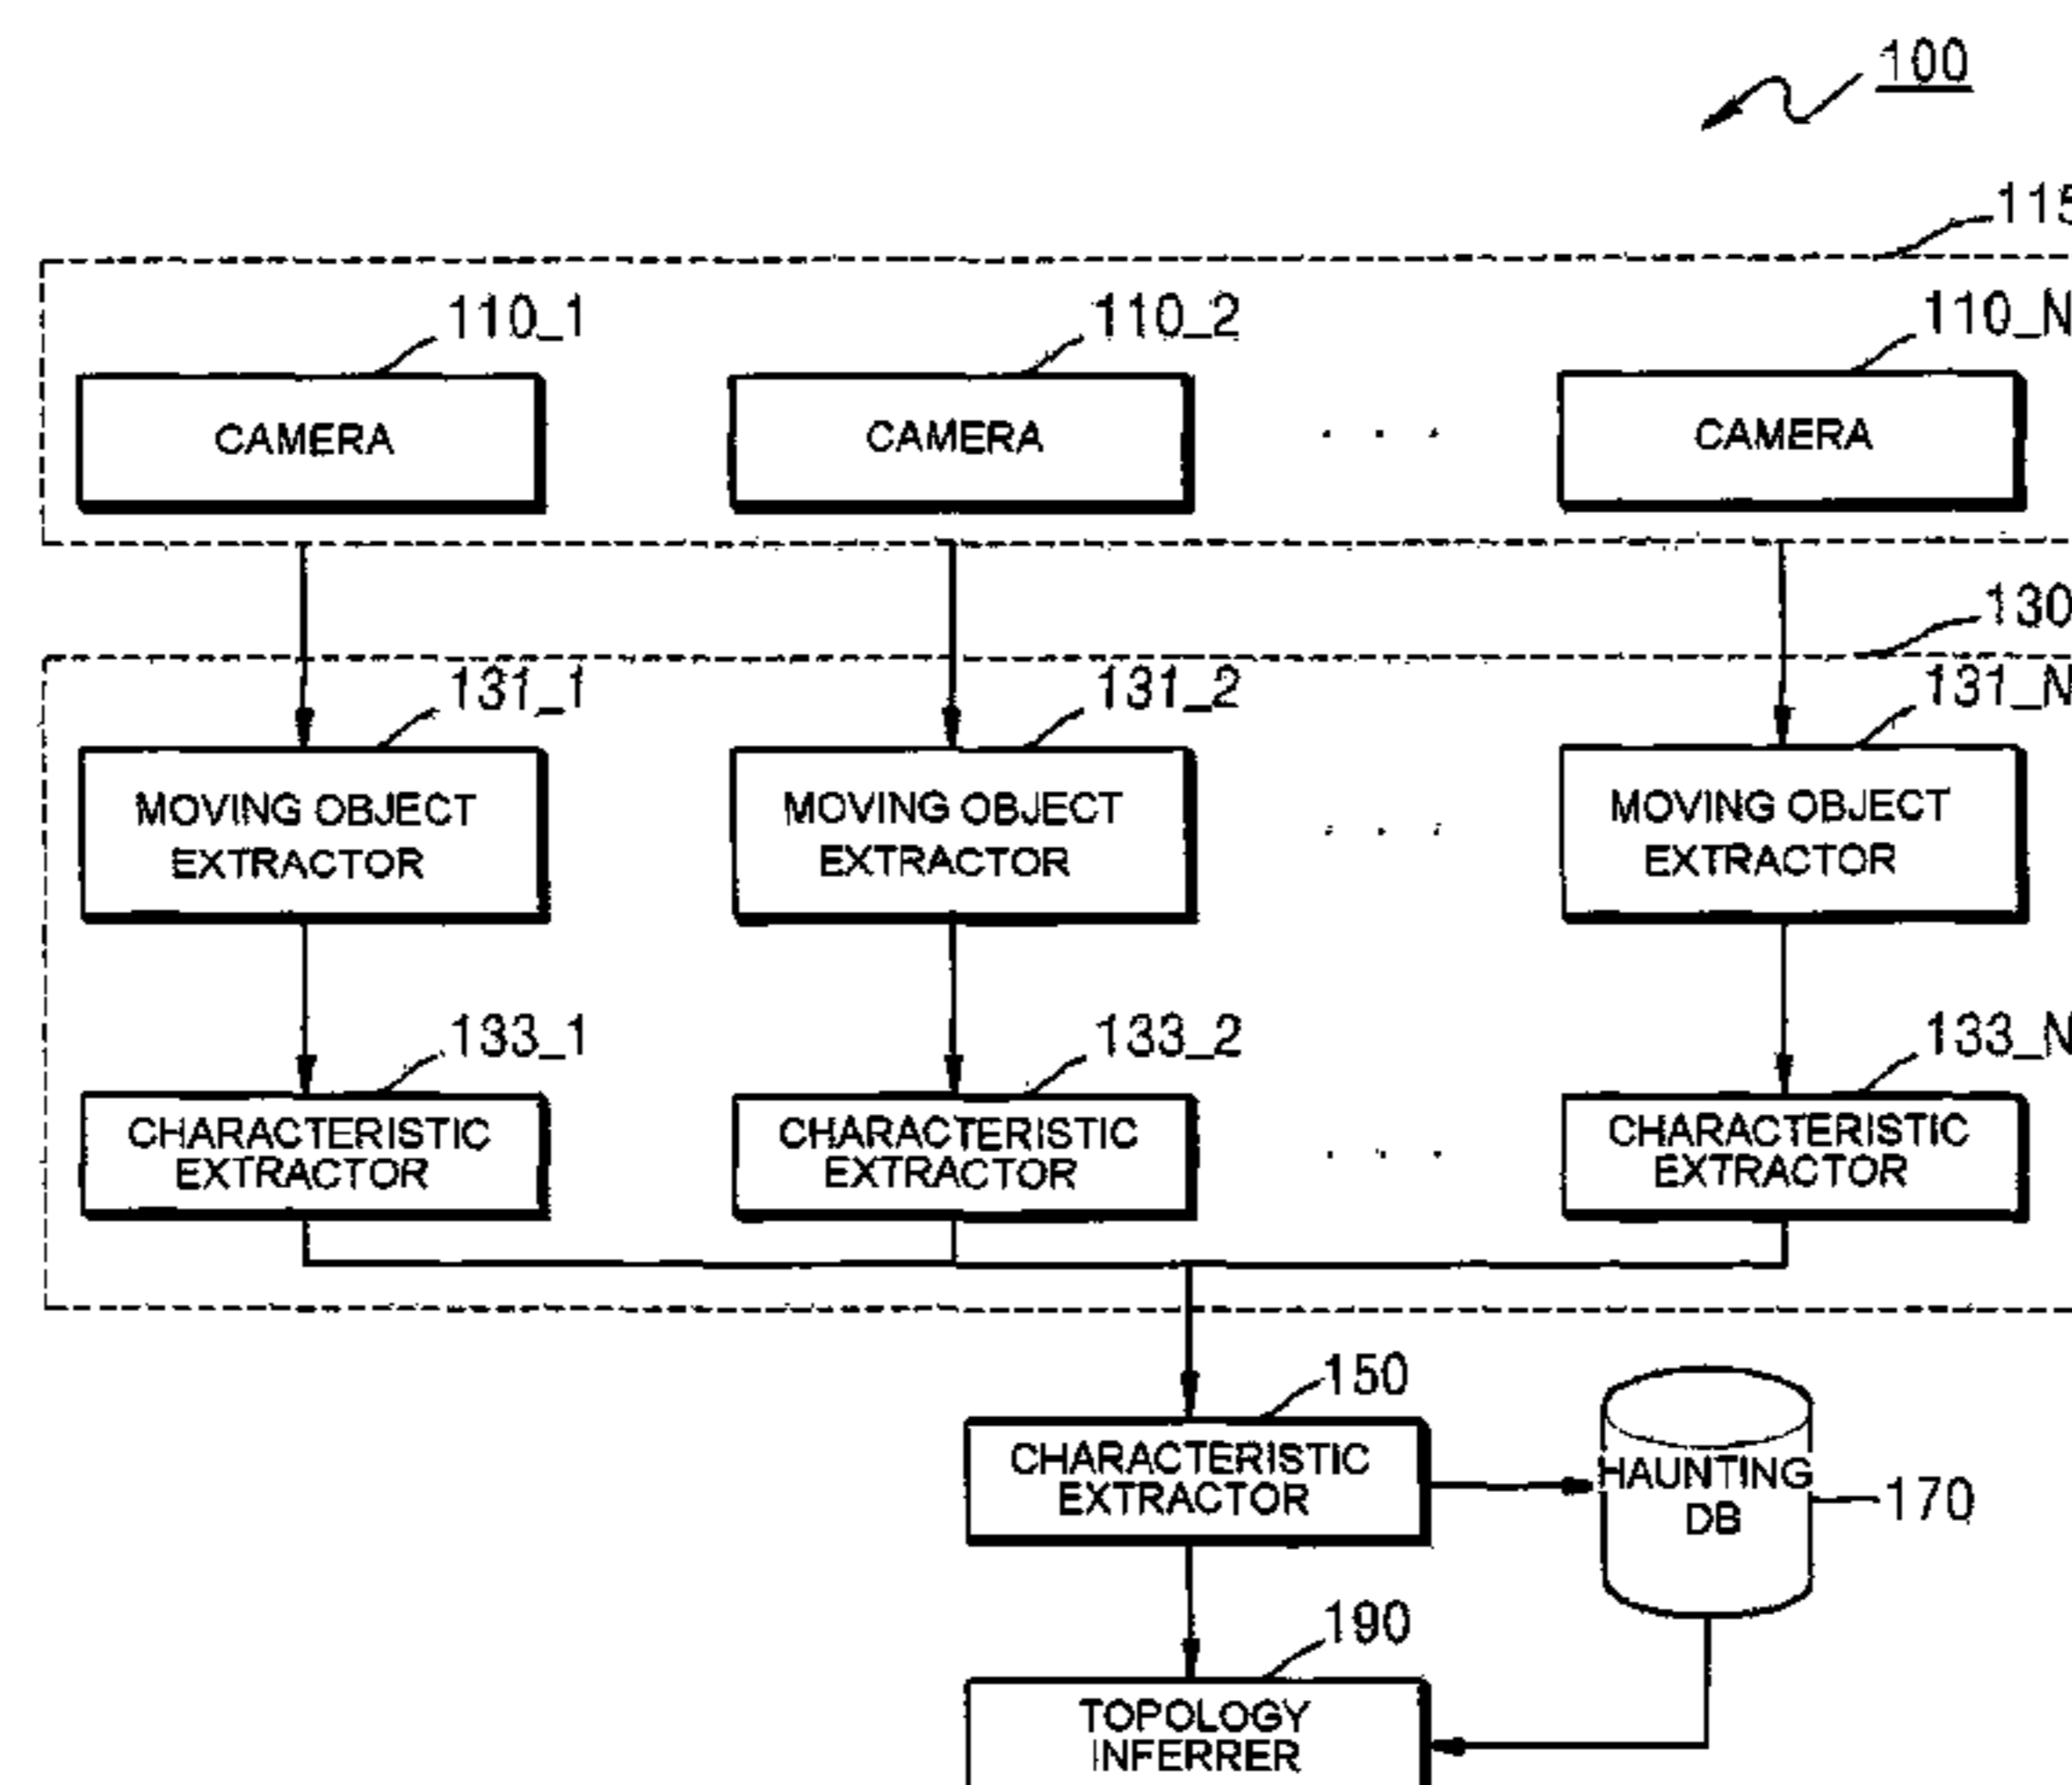 100
115
110_1 110_2 110_N
CAMERA CAMERA . . . CAMERA
130
131_1 131_2 131_N
MOVING OBJECT MOVING OBJECT . . . MOVING OBJECT
EXTRACTOR EXTRACTOR EXTRACTOR
133_1 133_2 133_N
CHARACTERISTIC CHARACTERISTIC . . . CHARACTERISTIC
EXTRACTOR EXTRACTOR EXTRACTOR
150
CHARACTERISTIC
EXTRACTOR
HAUNTING
DB
170
190
TOPOLOGY
INFERRER